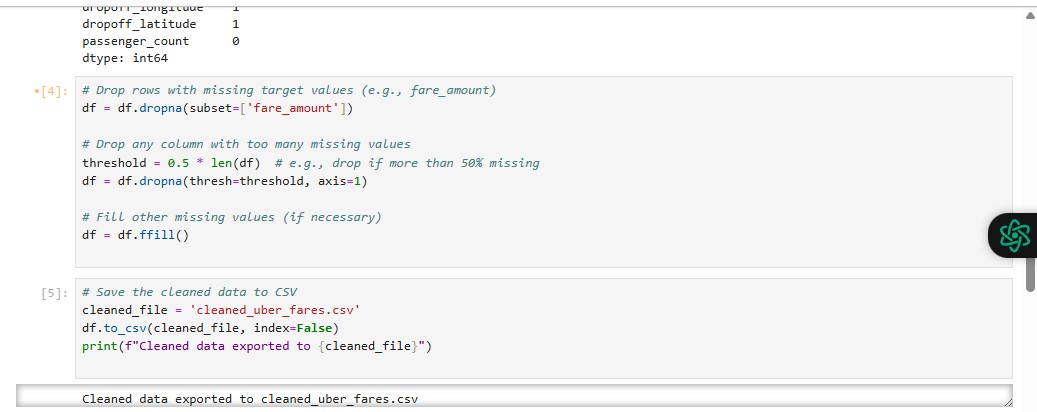 dropoff_longitude 1
dropoff_latitude 1
passenger_count 0
dtype: int64
•[4]:
# Drop rows with missing target values (e.g., fare_amount)
df = df.dropna(subset=['fare_amount'])
# Drop any column with too many missing values
threshold = 0.5 * len(df)  # e.g., drop if more than 50% missing
df = df.dropna(thresh=threshold, axis=1)
# Fill other missing values (if necessary)
df = df.ffill()
[5]:
# Save the cleaned data to CSV
cleaned_file = 'cleaned_uber_fares.csv'
df.to_csv(cleaned_file, index=False)
print(f"Cleaned data exported to {cleaned_file}")
Cleaned data exported to cleaned_uber_fares.csv